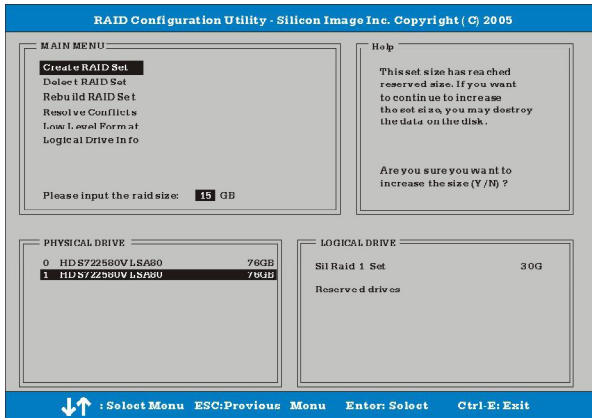 RAID Configuration Utility - Silicon Image Inc. Copyright (C) 2005
MAIN MENU
Create RAID Set
Delect RAID Set
Rebuild RAID Set
Resolve Conflicts
Low Level Format
Logical Drive Info
Please input the raid size: 15 GB
Help
This set size has reached
reserved size. If you want
to continue to increase
the set size, you may destroy
the data on the disk.
Are you sure you want to
increase the size (Y/N) ?
PHYSICAL DRIVE
0 HDS722580VLSA80 76GB
1 HDS722580VLSA80 76GB
LOGICAL DRIVE
Sil Raid 1 Set 30G
Reserved drives
↓↑ : Select Menu ESC:Previous Menu Enter: Select Ctrl-E: Exit